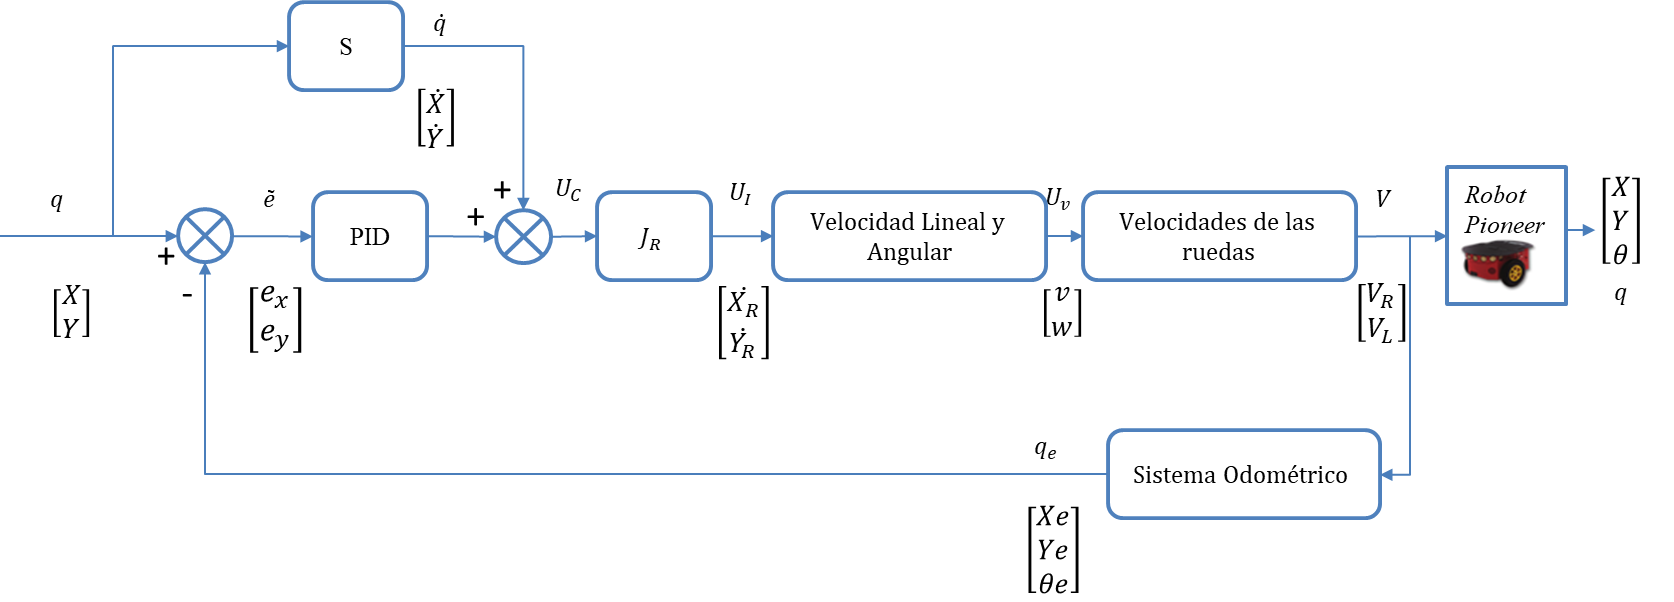 S
q̇
[Ẋ
Ẏ]
q
ẽ
PID
U_C
J_R
U_I
Velocidad Lineal y
Angular
U_v
Velocidades de las
ruedas
V
Robot
Pioneer
[X
Y
θ]
q
+
-
+
+
[X
Y]
[e_x
e_y]
[Ẋ_R
Ẏ_R]
[v
w]
[V_R
V_L]
q_e
Sistema Odométrico
[Xe
Ye
θe]